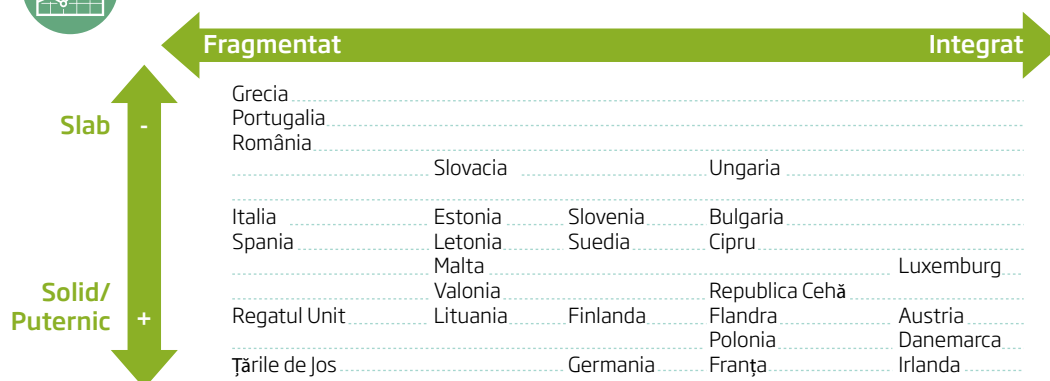 Fragmentat Integrat
Grecia
Portugalia
Slab -
România
Slovacia Ungaria
Italia Estonia Slovenia Bulgaria
Spania Letonia Suedia Cipru
Malta Luxemburg
Solid/
Valonia Republica Cehă
Puternic +
Regatul Unit Lituania Finlanda Flandra Austria
Polonia Danemarca
Țările de Jos Germania Franța Irlanda